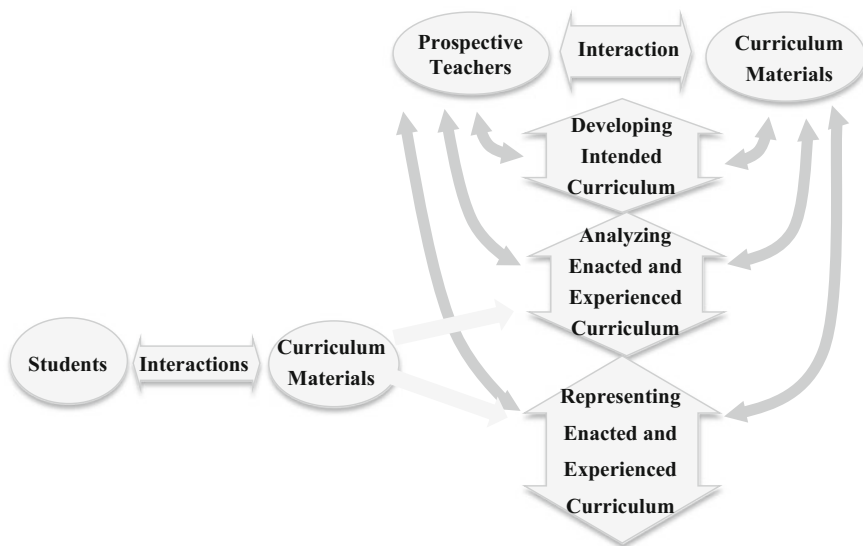 Prospective
Teachers
Interaction
Curriculum
Materials
Developing
Intended
Curriculum
Analyzing
Enacted and
Experienced
Curriculum
Students
Interactions
Curriculum
Materials
Representing
Enacted and
Experienced
Curriculum